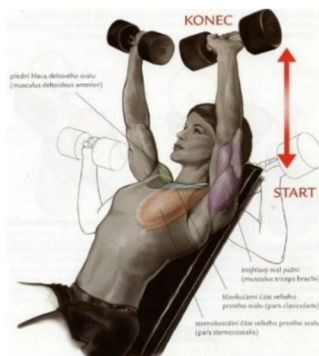 KONEC
přední hlava deltového svalu
(musculus deltoideus anterior)
START
trojhlavý sval pažní
(musculus triceps brachii)
klavikulární část velkého
prsního svalu (pars clavicularis)
sternokostální část velkého prsního svalu
(pars sternocostalis)